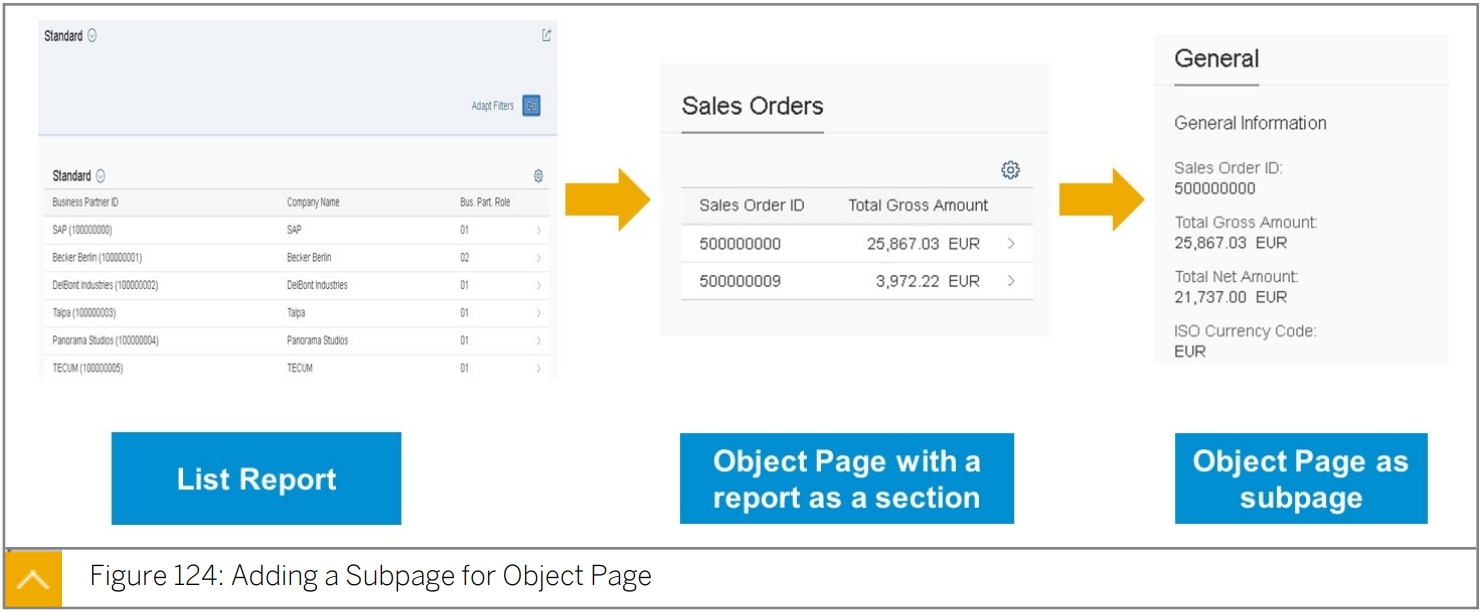 Standard
Adapt Filters Go
Standard
Business Partner ID Company Name Bus. Part. Role
SAP (100000000) SAP 01
Becker Berlin (100000001) Becker Berlin 02
DelBont Industries (100000002) DelBont Industries 01
Talpa (100000003) Talpa 01
Panorama Studios (100000004) Panorama Studios 01
TECUM (100000005) TECUM 01
List Report
Sales Orders
Sales Order ID Total Gross Amount
500000000 25,867.03 EUR
500000009 3,972.22 EUR
Object Page with a
report as a section
General
General Information
Sales Order ID:
500000000
Total Gross Amount:
25,867.03 EUR
Total Net Amount:
21,737.00 EUR
ISO Currency Code:
EUR
Object Page as
subpage
Figure 124: Adding a Subpage for Object Page